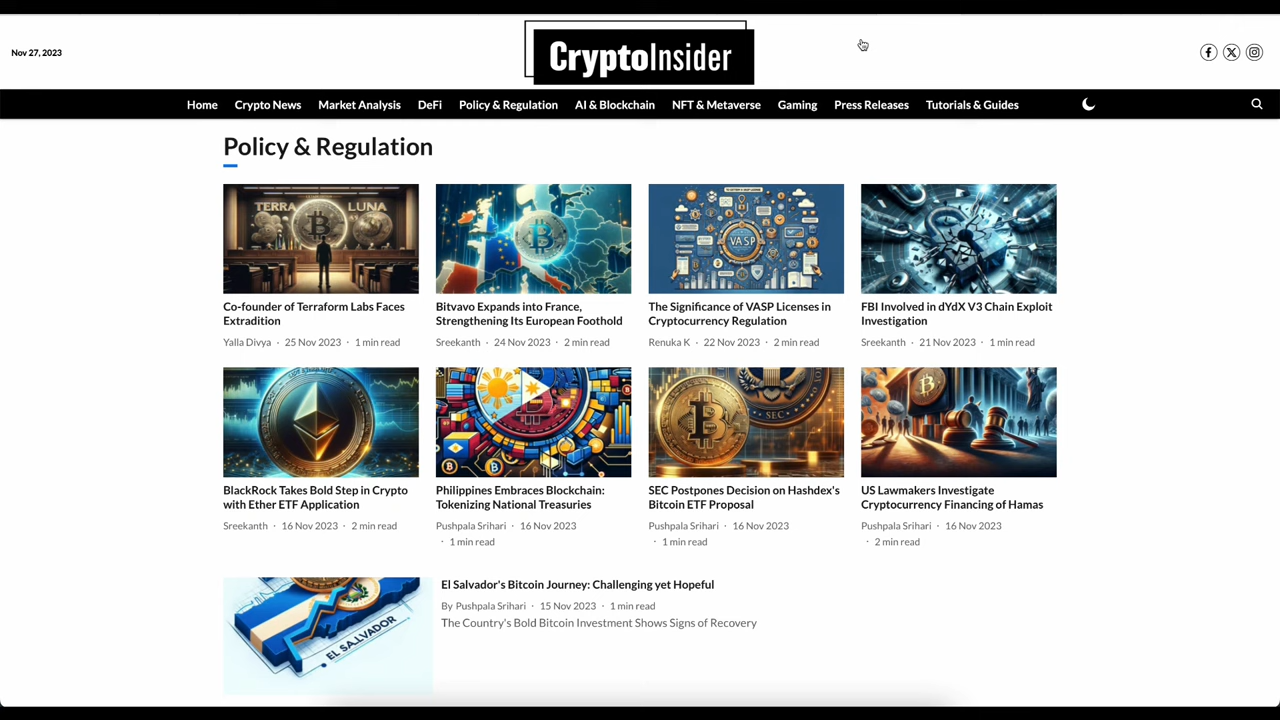 Nov 27, 2023
CryptoInsider
Home Crypto News Market Analysis DeFi Policy & Regulation AI & Blockchain NFT & Metaverse Gaming Press Releases Tutorials & Guides
Policy & Regulation
TERRA LUNA
VASP
Co-founder of Terraform Labs Faces
Extradition
Yalla Divya · 25 Nov 2023 · 1 min read
Bitvavo Expands into France,
Strengthening Its European Foothold
Sreekanth · 24 Nov 2023 · 2 min read
The Significance of VASP Licenses in
Cryptocurrency Regulation
Renuka K · 22 Nov 2023 · 2 min read
FBI Involved in dYdX V3 Chain Exploit
Investigation
Sreekanth · 21 Nov 2023 · 1 min read
SEC
BlackRock Takes Bold Step in Crypto
with Ether ETF Application
Sreekanth · 16 Nov 2023 · 2 min read
Philippines Embraces Blockchain:
Tokenizing National Treasuries
Pushpala Srihari · 16 Nov 2023
· 1 min read
SEC Postpones Decision on Hashdex's
Bitcoin ETF Proposal
Pushpala Srihari · 16 Nov 2023
· 1 min read
US Lawmakers Investigate
Cryptocurrency Financing of Hamas
Pushpala Srihari · 16 Nov 2023
· 2 min read
EL SALVADOR
El Salvador's Bitcoin Journey: Challenging yet Hopeful
By Pushpala Srihari · 15 Nov 2023 · 1 min read
The Country's Bold Bitcoin Investment Shows Signs of Recovery